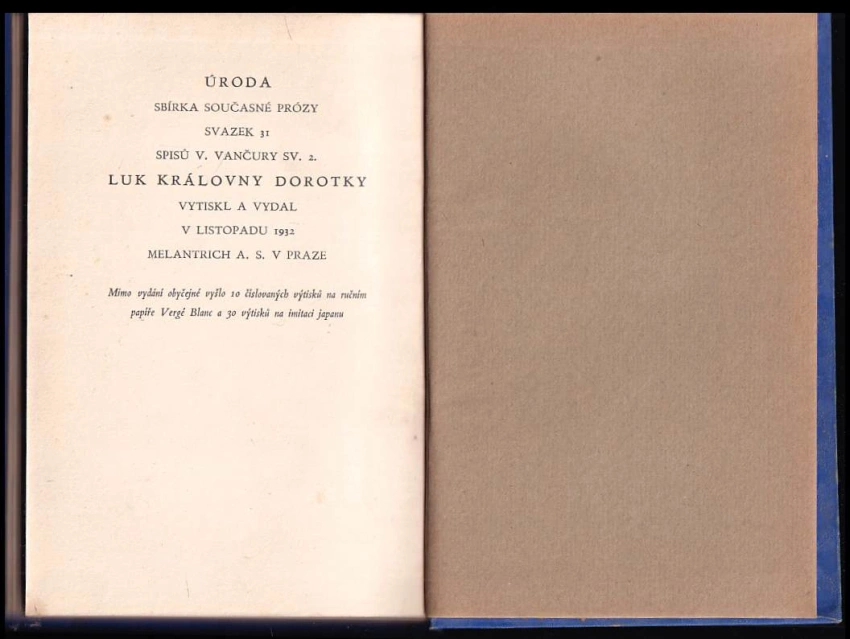 ÚRODA
SBÍRKA SOUČASNÉ PRÓZY
SVAZEK 31
SPISŮ V. VANČURY SV. 2.
LUK KRÁLOVNY DOROTKY
VYTISKL A VYDAL
V LISTOPADU 1932
MELANTRICH A. S. V PRAZE
Mimo vydání obyčejné vyšlo 10 číslovaných výtisků na ručním
papíře Vergé Blanc a 30 výtisků na imitaci japanu